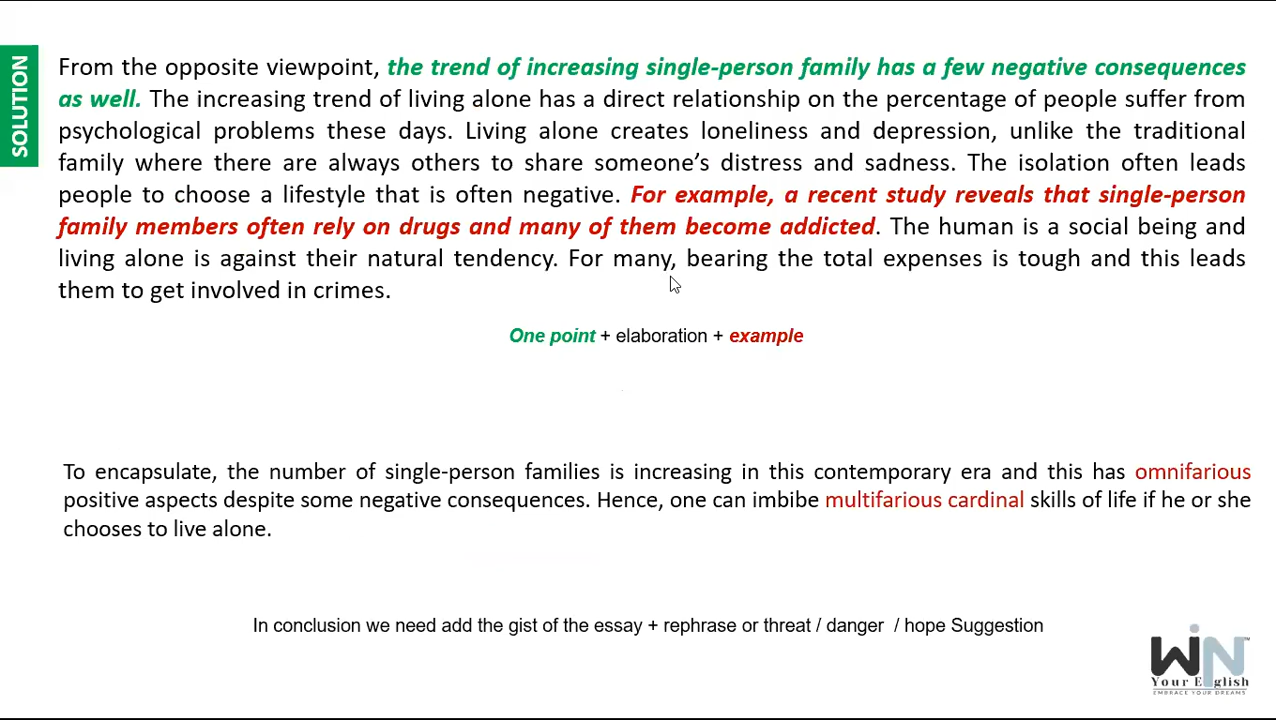 SOLUTION
From the opposite viewpoint, the trend of increasing single-person family has a few negative consequences
as well. The increasing trend of living alone has a direct relationship on the percentage of people suffer from
psychological problems these days. Living alone creates loneliness and depression, unlike the traditional
family where there are always others to share someone’s distress and sadness. The isolation often leads
people to choose a lifestyle that is often negative. For example, a recent study reveals that single-person
family members often rely on drugs and many of them become addicted. The human is a social being and
living alone is against their natural tendency. For many, bearing the total expenses is tough and this leads
them to get involved in crimes.
One point + elaboration + example
To encapsulate, the number of single-person families is increasing in this contemporary era and this has omnifarious
positive aspects despite some negative consequences. Hence, one can imbibe multifarious cardinal skills of life if he or she
chooses to live alone.
In conclusion we need add the gist of the essay + rephrase or threat / danger / hope Suggestion
WiN
Your English
EMBRACE YOUR DREAMS